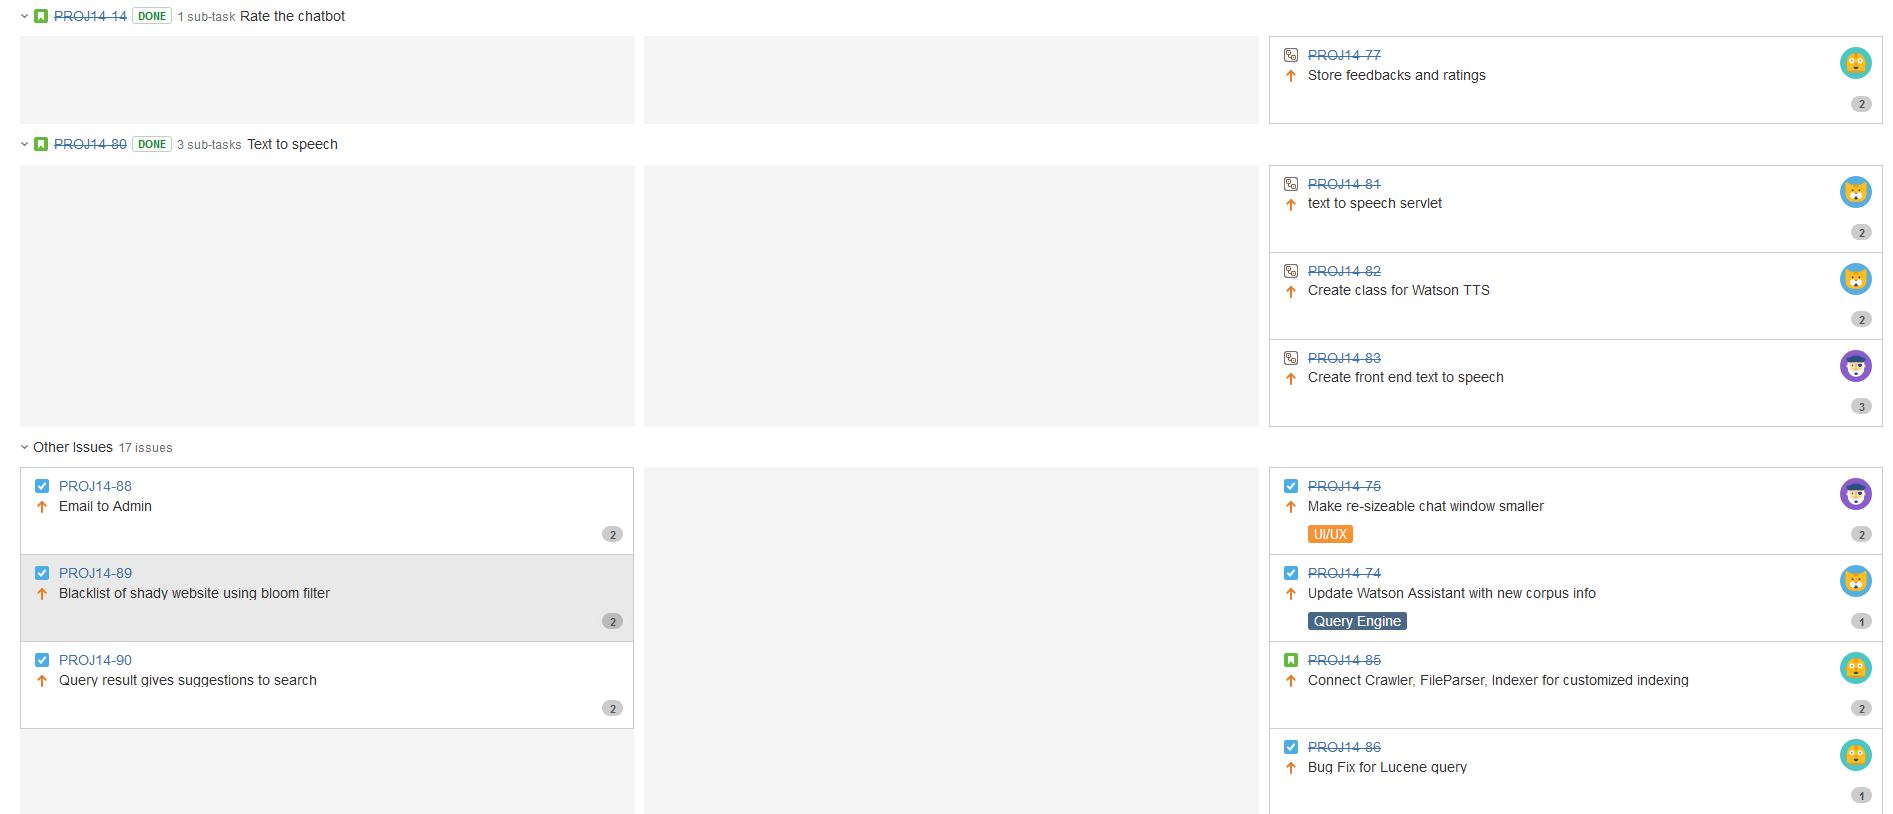 PROJ14-14 DONE 1 sub-task Rate the chatbot
PROJ14-77
Store feedbacks and ratings
2
PROJ14-80 DONE 3 sub-tasks Text to speech
PROJ14-81
text to speech servlet
2
PROJ14-82
Create class for Watson TTS
2
PROJ14-83
Create front end text to speech
3
Other Issues 17 issues
PROJ14-88
Email to Admin
2
PROJ14-89
Blacklist of shady website using bloom filter
2
PROJ14-90
Query result gives suggestions to search
2
PROJ14-75
Make re-sizeable chat window smaller
UI/UX
2
PROJ14-74
Update Watson Assistant with new corpus info
Query Engine
1
PROJ14-85
Connect Crawler, FileParser, Indexer for customized indexing
2
PROJ14-86
Bug Fix for Lucene query
1